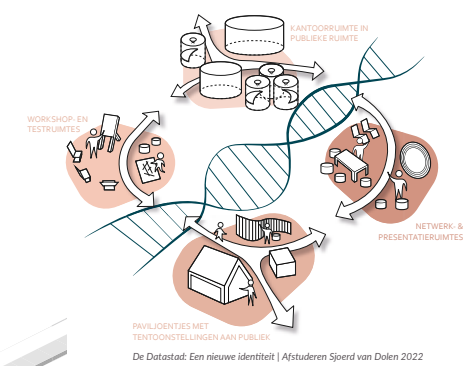 KANTOORRUIMTE IN
PUBLIEKE RUIMTE
WORKSHOP- EN
TESTRUIMTES
NETWERK- &
PRESENTATIERUIMTES
PAVILJOENTJES MET
TENTOONSTELLINGEN AAN PUBLIEK
De Datastad: Een nieuwe identiteit | Afstuderen Sjoerd van Dolen 2022